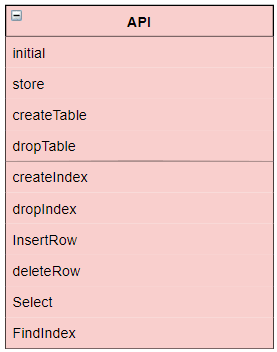 API
initial
store
createTable
dropTable
createIndex
dropIndex
InsertRow
deleteRow
Select
FindIndex